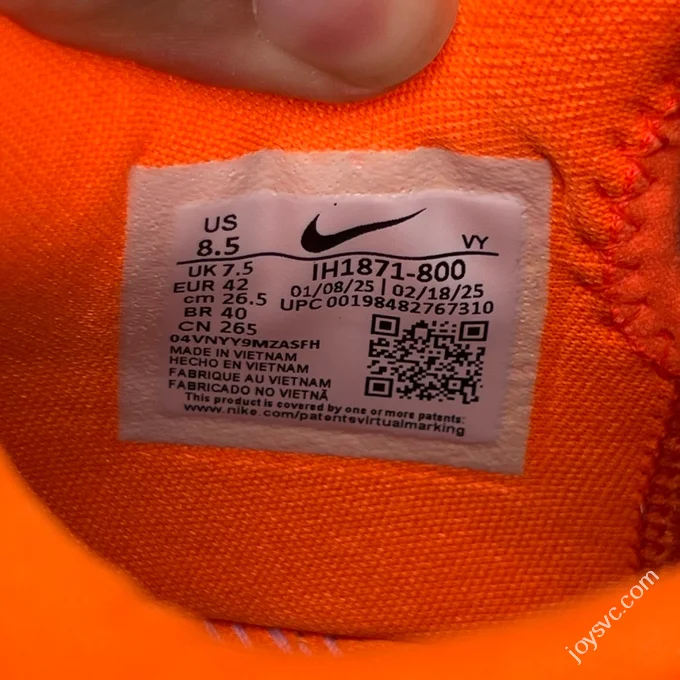 US
8.5
VY
UK 7.5
IH1871-800
EUR 42
01/08/25 | 02/18/25
cm 26.5
UPC 00198482767310
BR 40
CN 265
04VNYY9MZASFH
MADE IN VIETNAM
HECHO EN VIETNAM
FABRIQUE AU VIETNAM
FABRICADO NO VIETNÃ
This product is covered by one or more patents:
www.nike.com/patentsvirtualmarking
joysvc.com